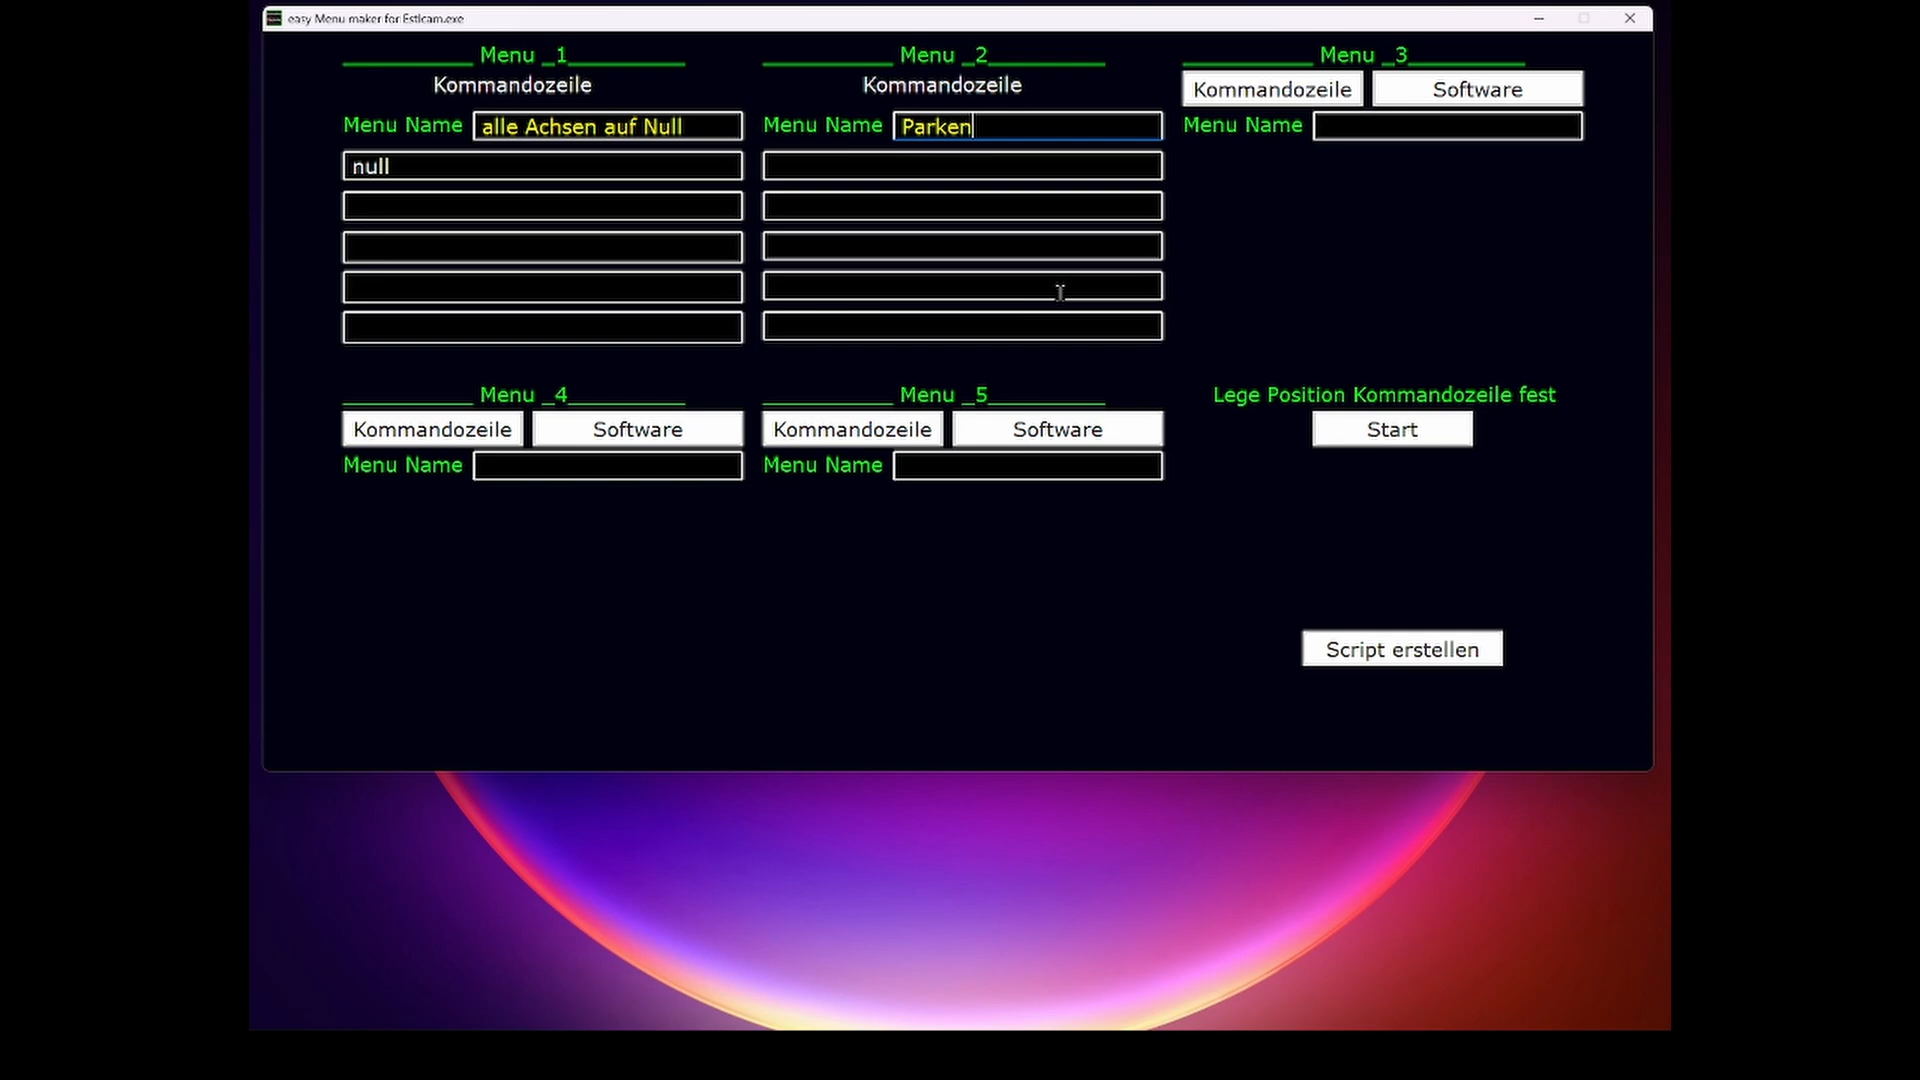 easy Menu maker for Estlcam.exe
Menu _1
Kommandozeile
Menu Name alle Achsen auf Null
null
Menu _2
Kommandozeile
Menu Name Parken
Menu _3
Kommandozeile Software
Menu Name
Menu _4
Kommandozeile Software
Menu Name
Menu _5
Kommandozeile Software
Menu Name
Lege Position Kommandozeile fest
Start
Script erstellen